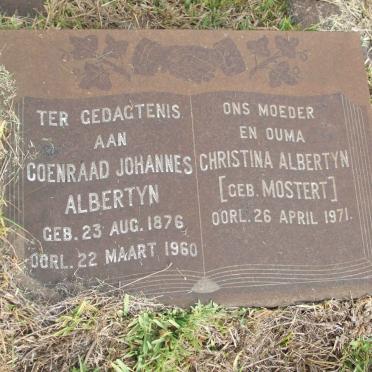 TER GEDAGTENIS
AAN
COENRAAD JOHANNES
ALBERTYN
GEB. 23 AUG. 1876
OORL. 22 MAART 1960
ONS MOEDER
EN OUMA
CHRISTINA ALBERTYN
[GEB. MOSTERT]
OORL. 26 APRIL 1971.